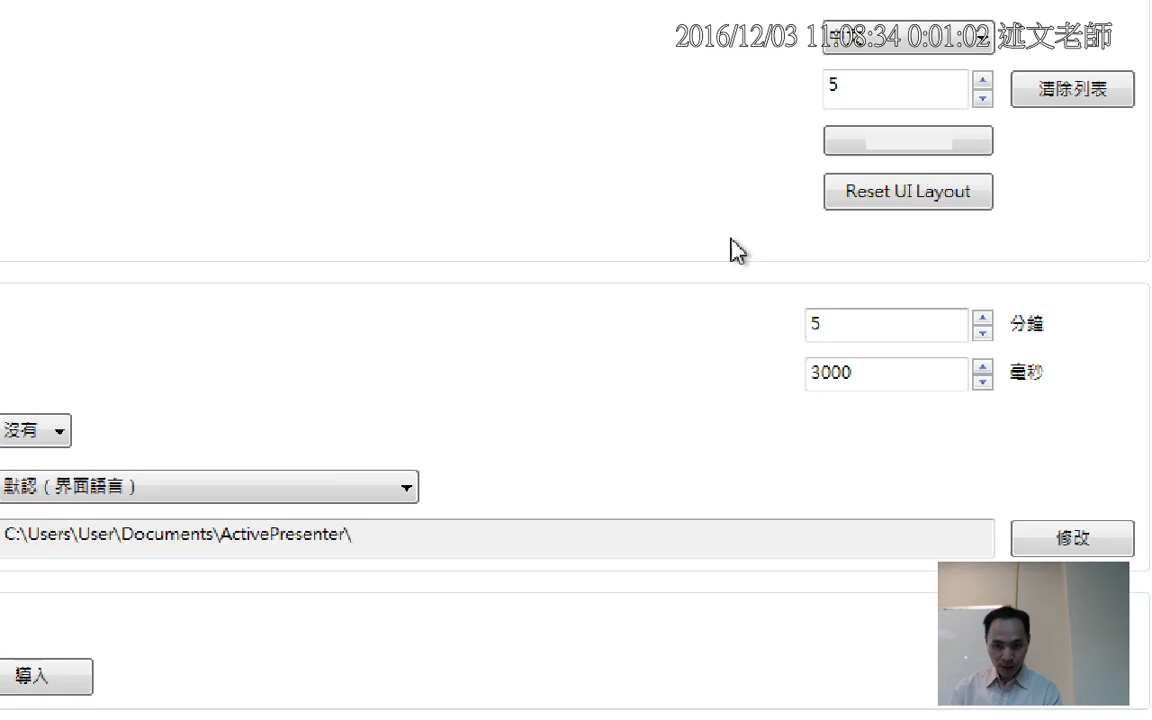 2016/12/03 11:08:34 0:01:02 述文老師
5
清除列表
Reset UI Layout
5
分鐘
3000
毫秒
沒有
默認（界面語言）
C:\Users\User\Documents\ActivePresenter\
修改
導入